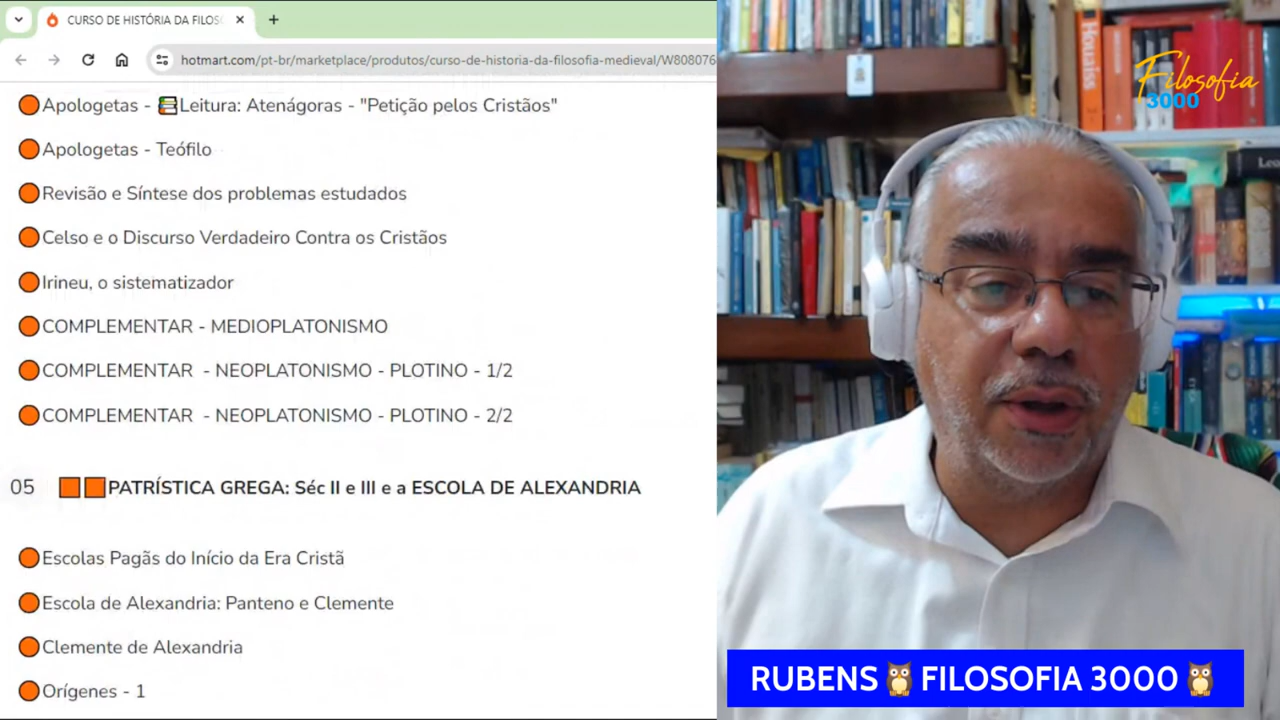 CURSO DE HISTÓRIA DA FILOS
hotmart.com/pt-br/marketplace/produtos/curso-de-historia-da-filosofia-medieval/W808076
Apologetas - 📚Leitura: Atenágoras - "Petição pelos Cristãos"
Apologetas - Teófilo
Revisão e Síntese dos problemas estudados
Celso e o Discurso Verdadeiro Contra os Cristãos
Irineu, o sistematizador
COMPLEMENTAR - MEDIOPLATONISMO
COMPLEMENTAR - NEOPLATONISMO - PLOTINO - 1/2
COMPLEMENTAR - NEOPLATONISMO - PLOTINO - 2/2
05 PATRÍSTICA GREGA: Séc II e III e a ESCOLA DE ALEXANDRIA
Escolas Pagãs do Início da Era Cristã
Escola de Alexandria: Panteno e Clemente
Clemente de Alexandria
Orígenes - 1
Houaiss
Filosofia
3000
RUBENS🦉FILOSOFIA 3000🦉